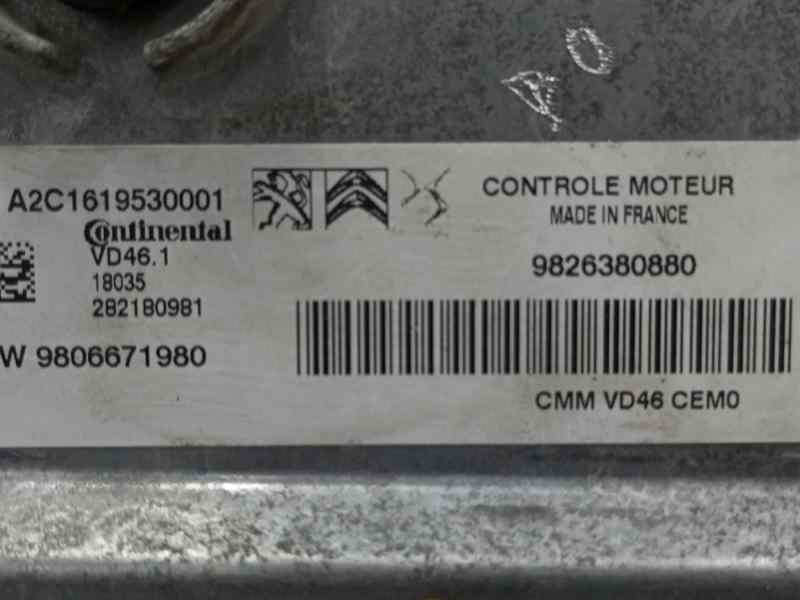 A2C1619530001
Continental
VD46.1
18035
282180981
W 9806671980
CONTROLE MOTEUR
MADE IN FRANCE
9826380880
CMM VD46 CEM0